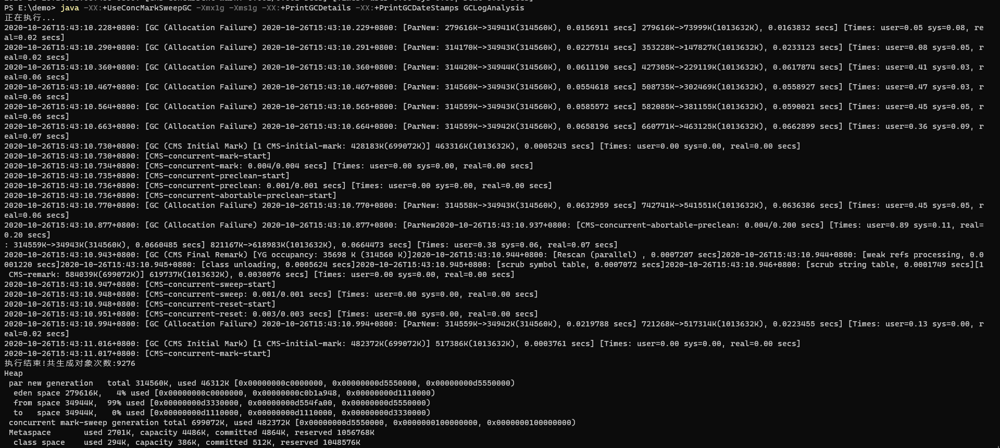 PS E:\demo> java -XX:+UseConcMarkSweepGC -Xmx1g -Xms1g -XX:+PrintGCDetails -XX:+PrintGCDateStamps GCLogAnalysis
正在执行...
2020-10-26T15:43:10.228+0800: [GC (Allocation Failure) 2020-10-26T15:43:10.229+0800: [ParNew: 279616K->34941K(314560K), 0.0156911 secs] 279616K->73999K(1013632K), 0.0163832 secs] [Times: user=0.05 sys=0.08, re
al=0.02 secs]
2020-10-26T15:43:10.290+0800: [GC (Allocation Failure) 2020-10-26T15:43:10.291+0800: [ParNew: 314170K->34943K(314560K), 0.0227514 secs] 353228K->147827K(1013632K), 0.0233123 secs] [Times: user=0.08 sys=0.05, r
eal=0.02 secs]
2020-10-26T15:43:10.360+0800: [GC (Allocation Failure) 2020-10-26T15:43:10.360+0800: [ParNew: 314420K->34944K(314560K), 0.0611190 secs] 427305K->229119K(1013632K), 0.0617874 secs] [Times: user=0.41 sys=0.03, r
eal=0.06 secs]
2020-10-26T15:43:10.467+0800: [GC (Allocation Failure) 2020-10-26T15:43:10.467+0800: [ParNew: 314560K->34943K(314560K), 0.0554618 secs] 508735K->302469K(1013632K), 0.0558927 secs] [Times: user=0.47 sys=0.03, r
eal=0.06 secs]
2020-10-26T15:43:10.564+0800: [GC (Allocation Failure) 2020-10-26T15:43:10.565+0800: [ParNew: 314559K->34943K(314560K), 0.0585572 secs] 582085K->381155K(1013632K), 0.0590021 secs] [Times: user=0.45 sys=0.05, r
eal=0.06 secs]
2020-10-26T15:43:10.663+0800: [GC (Allocation Failure) 2020-10-26T15:43:10.664+0800: [ParNew: 314559K->34942K(314560K), 0.0658196 secs] 660771K->463125K(1013632K), 0.0662899 secs] [Times: user=0.36 sys=0.09, r
eal=0.07 secs]
2020-10-26T15:43:10.730+0800: [GC (CMS Initial Mark) [1 CMS-initial-mark: 428183K(699072K)] 463316K(1013632K), 0.0005243 secs] [Times: user=0.00 sys=0.00, real=0.00 secs]
2020-10-26T15:43:10.730+0800: [CMS-concurrent-mark-start]
2020-10-26T15:43:10.734+0800: [CMS-concurrent-mark: 0.004/0.004 secs] [Times: user=0.00 sys=0.00, real=0.00 secs]
2020-10-26T15:43:10.735+0800: [CMS-concurrent-preclean-start]
2020-10-26T15:43:10.736+0800: [CMS-concurrent-preclean: 0.001/0.001 secs] [Times: user=0.00 sys=0.00, real=0.00 secs]
2020-10-26T15:43:10.736+0800: [CMS-concurrent-abortable-preclean-start]
2020-10-26T15:43:10.770+0800: [GC (Allocation Failure) 2020-10-26T15:43:10.770+0800: [ParNew: 314558K->34943K(314560K), 0.0632959 secs] 742741K->541551K(1013632K), 0.0636386 secs] [Times: user=0.45 sys=0.05, r
eal=0.06 secs]
2020-10-26T15:43:10.877+0800: [GC (Allocation Failure) 2020-10-26T15:43:10.877+0800: [ParNew2020-10-26T15:43:10.937+0800: [CMS-concurrent-abortable-preclean: 0.004/0.200 secs] [Times: user=0.89 sys=0.11, real=
0.20 secs]
: 314559K->34943K(314560K), 0.0660485 secs] 821167K->618983K(1013632K), 0.0664473 secs] [Times: user=0.38 sys=0.06, real=0.07 secs]
2020-10-26T15:43:10.943+0800: [GC (CMS Final Remark) [YG occupancy: 35698 K (314560 K)]2020-10-26T15:43:10.944+0800: [Rescan (parallel) , 0.0007207 secs]2020-10-26T15:43:10.944+0800: [weak refs processing, 0.0
001220 secs]2020-10-26T15:43:10.945+0800: [class unloading, 0.0005624 secs]2020-10-26T15:43:10.945+0800: [scrub symbol table, 0.0007072 secs]2020-10-26T15:43:10.946+0800: [scrub string table, 0.0001749 secs][1
 CMS-remark: 584039K(699072K)] 619737K(1013632K), 0.0030076 secs] [Times: user=0.00 sys=0.00, real=0.00 secs]
2020-10-26T15:43:10.947+0800: [CMS-concurrent-sweep-start]
2020-10-26T15:43:10.948+0800: [CMS-concurrent-sweep: 0.001/0.001 secs] [Times: user=0.00 sys=0.00, real=0.00 secs]
2020-10-26T15:43:10.948+0800: [CMS-concurrent-reset-start]
2020-10-26T15:43:10.951+0800: [CMS-concurrent-reset: 0.003/0.003 secs] [Times: user=0.00 sys=0.00, real=0.00 secs]
2020-10-26T15:43:10.994+0800: [GC (Allocation Failure) 2020-10-26T15:43:10.994+0800: [ParNew: 314559K->34942K(314560K), 0.0219788 secs] 721268K->517314K(1013632K), 0.0223455 secs] [Times: user=0.13 sys=0.00, r
eal=0.02 secs]
2020-10-26T15:43:11.016+0800: [GC (CMS Initial Mark) [1 CMS-initial-mark: 482372K(699072K)] 517386K(1013632K), 0.0003761 secs] [Times: user=0.00 sys=0.00, real=0.00 secs]
2020-10-26T15:43:11.017+0800: [CMS-concurrent-mark-start]
执行结束!共生成对象次数:9276
Heap
 par new generation   total 314560K, used 46312K [0x00000000c0000000, 0x00000000d5550000, 0x00000000d5550000)
  eden space 279616K,   4% used [0x00000000c0000000, 0x00000000c0b1a948, 0x00000000d1110000)
  from space 34944K,  99% used [0x00000000d3330000, 0x00000000d554fa00, 0x00000000d5550000)
  to   space 34944K,   0% used [0x00000000d1110000, 0x00000000d1110000, 0x00000000d3330000)
 concurrent mark-sweep generation total 699072K, used 482372K [0x00000000d5550000, 0x0000000100000000, 0x0000000100000000)
 Metaspace       used 2701K, capacity 4486K, committed 4864K, reserved 1056768K
  class space    used 294K, capacity 386K, committed 512K, reserved 1048576K